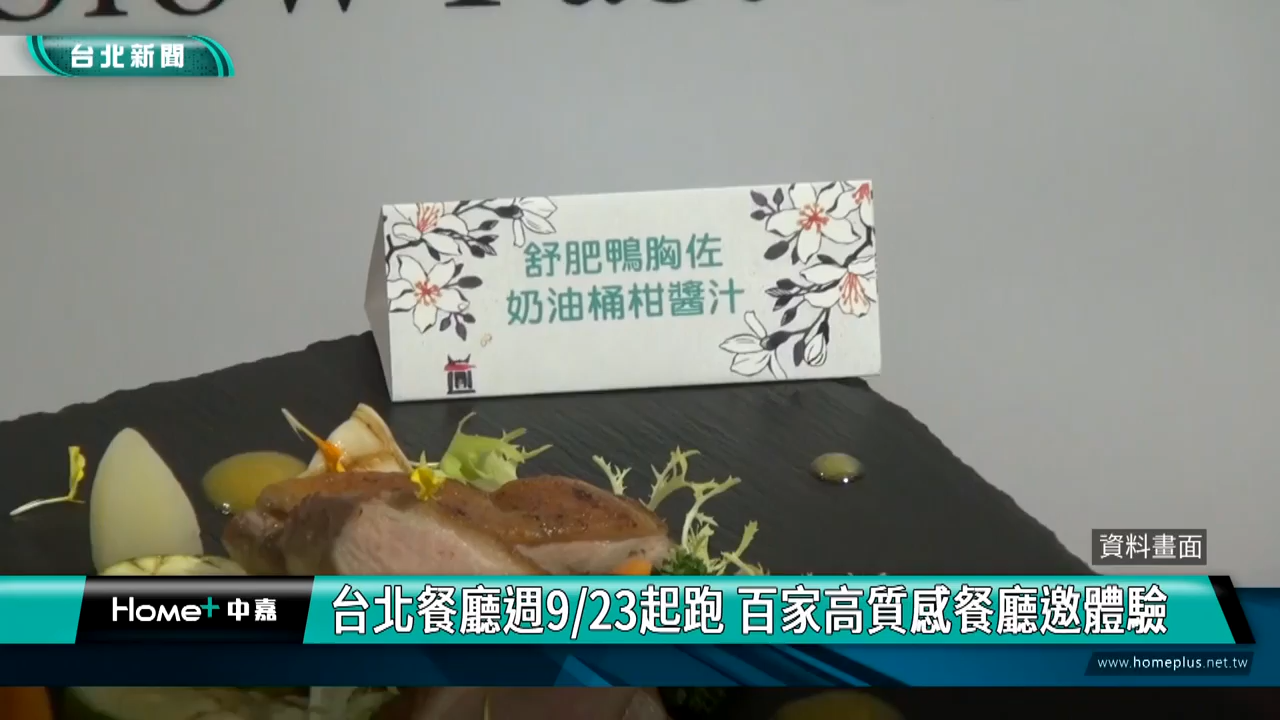 台北新聞
舒肥鴨胸佐
奶油桶柑醬汁
資料畫面
Home+中嘉
台北餐廳週9/23起跑 百家高質感餐廳邀體驗
www.homeplus.net.tw